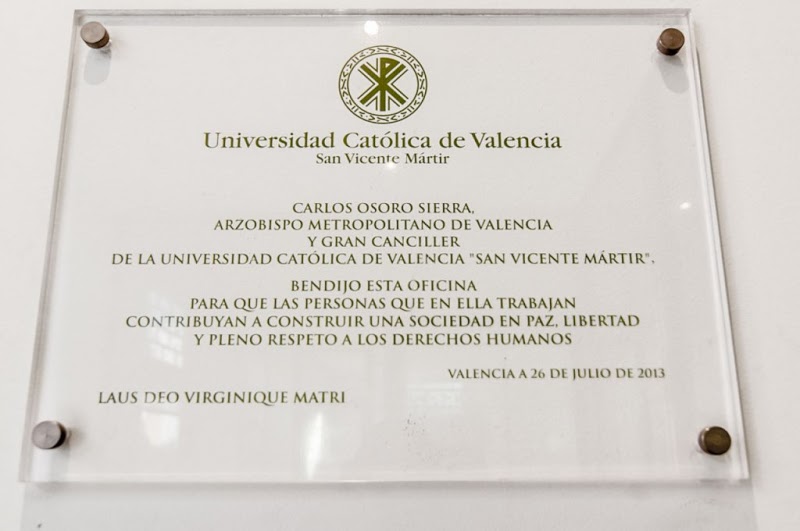 Universidad Católica de Valencia
San Vicente Mártir
CARLOS OSORO SIERRA,
ARZOBISPO METROPOLITANO DE VALENCIA
Y GRAN CANCILLER
DE LA UNIVERSIDAD CATÓLICA DE VALENCIA "SAN VICENTE MÁRTIR",
BENDIJO ESTA OFICINA
PARA QUE LAS PERSONAS QUE EN ELLA TRABAJAN
CONTRIBUYAN A CONSTRUIR UNA SOCIEDAD EN PAZ, LIBERTAD
Y PLENO RESPETO A LOS DERECHOS HUMANOS
VALENCIA A 26 DE JULIO DE 2013
LAUS DEO VIRGINIQUE MATRI